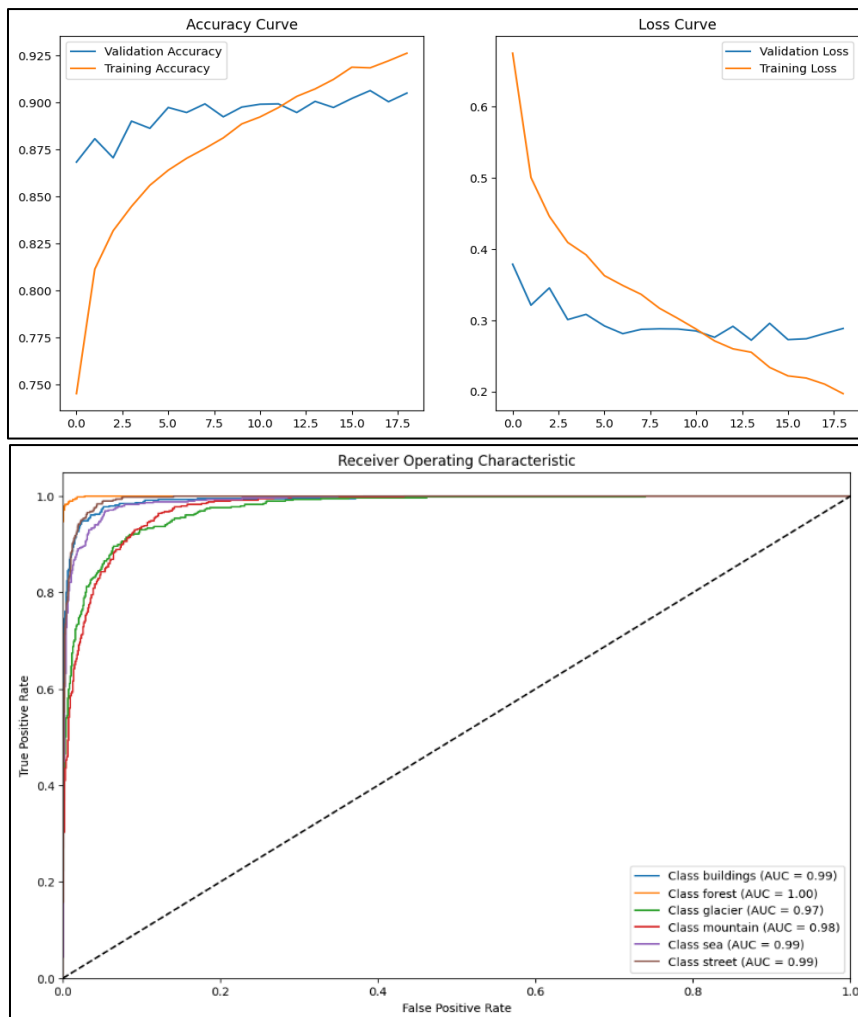 Accuracy Curve
Validation Accuracy
Training Accuracy
0.925
0.900
0.875
0.850
0.825
0.800
0.775
0.750
0.0 2.5 5.0 7.5 10.0 12.5 15.0 17.5
Loss Curve
Validation Loss
Training Loss
0.6
0.5
0.4
0.3
0.2
0.0 2.5 5.0 7.5 10.0 12.5 15.0 17.5
Receiver Operating Characteristic
True Positive Rate
1.0
0.8
0.6
0.4
0.2
0.0
Class buildings (AUC = 0.99)
Class forest (AUC = 1.00)
Class glacier (AUC = 0.97)
Class mountain (AUC = 0.98)
Class sea (AUC = 0.99)
Class street (AUC = 0.99)
0.0 0.2 0.4 0.6 0.8 1.0
False Positive Rate